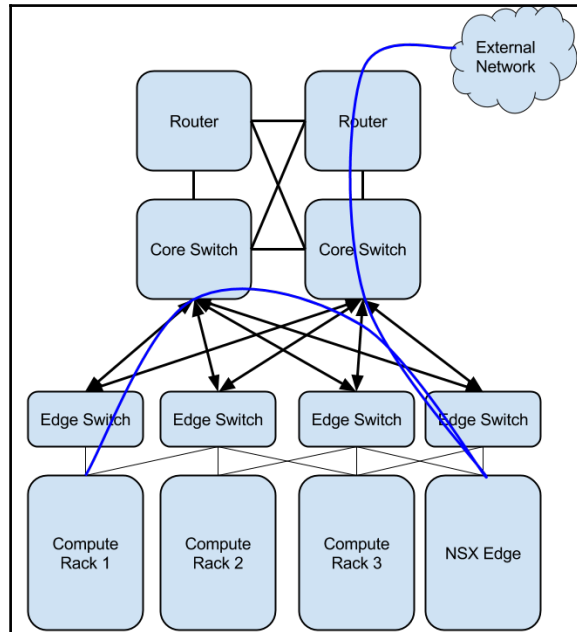 External
Network
Router
Router
Core Switch
Core Switch
Edge Switch
Edge Switch
Edge Switch
Edge Switch
Compute
Rack 1
Compute
Rack 2
Compute
Rack 3
NSX Edge